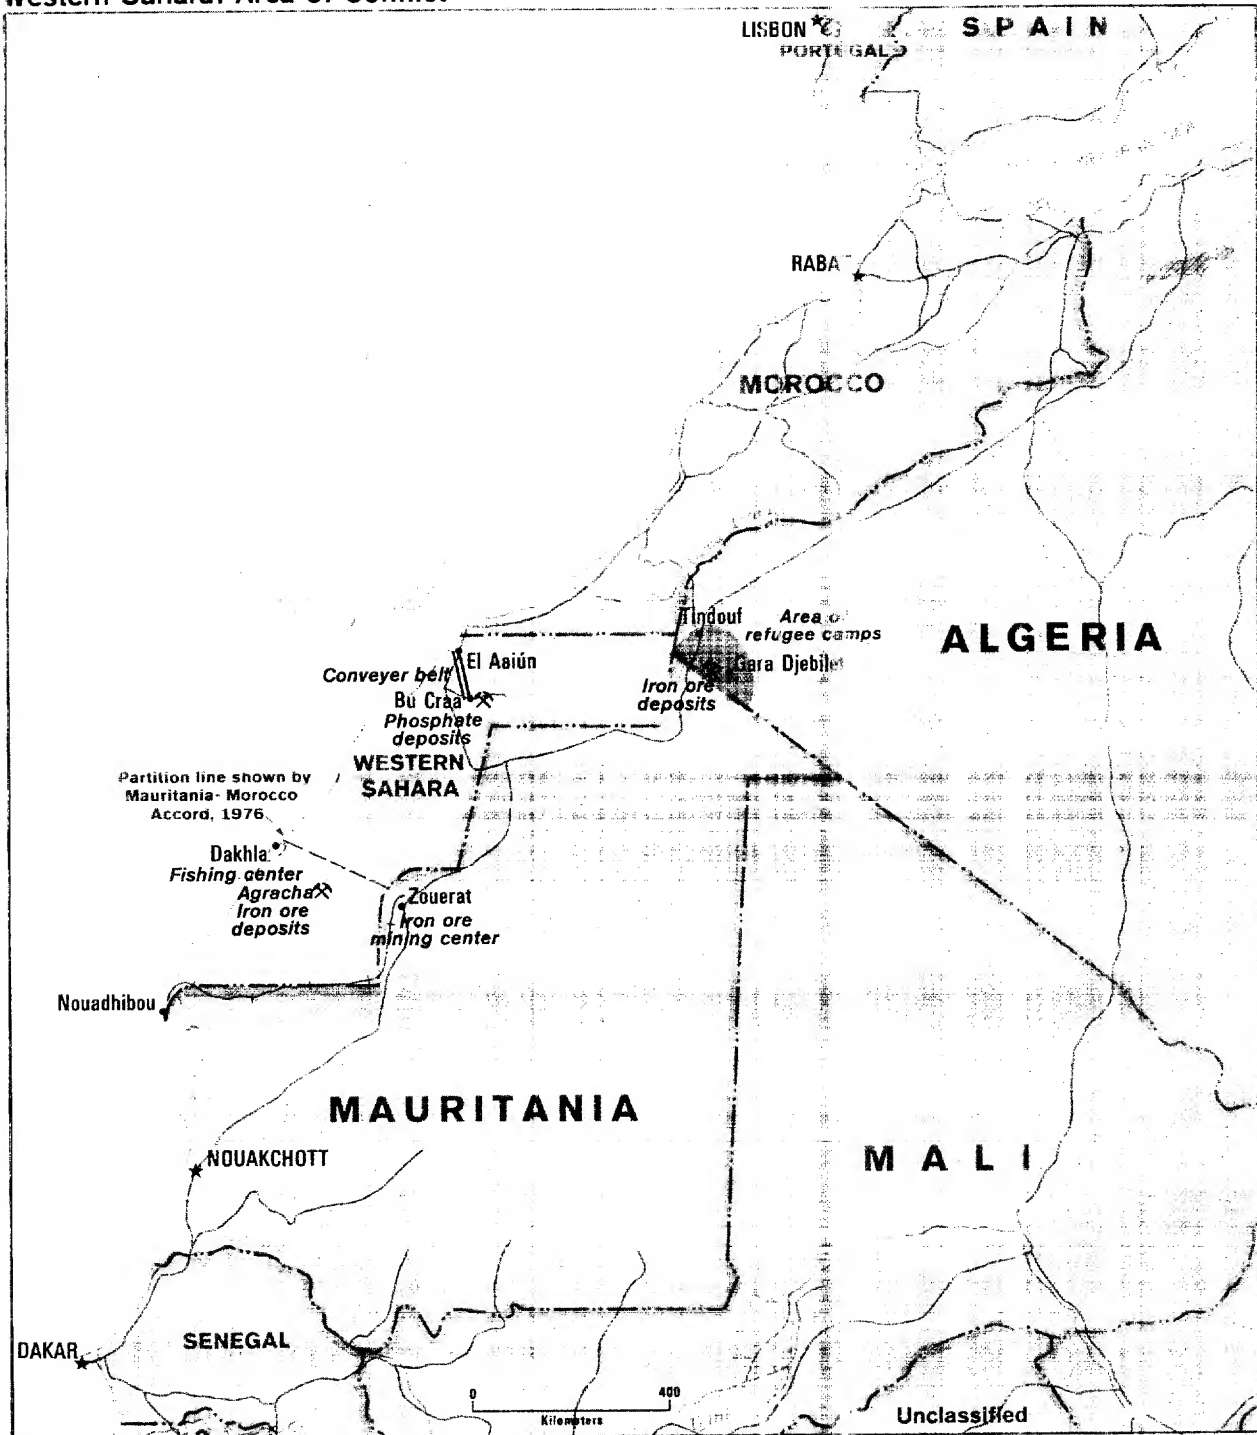 Western Sahara: Area of Conflict
LISBON
SPAIN
PORTUGAL
RABA
MOROCCO
Tindouf
Area of
refugee camps
ALGERIA
El Aaiún
Gara Djebilet
Conveyer belt
Iron ore
deposits
Bu Craa
Phosphate
deposits
WESTERN
SAHARA
Partition line shown by
Mauritania- Morocco
Accord, 1976
Dakhla
Fishing center
Agracha
Iron ore
deposits
Zouerat
Iron ore
mining center
Nouadhibou
MAURITANIA
NOUAKCHOTT
MALI
SENEGAL
DAKAR
0 400
Kilometers
Unclassified